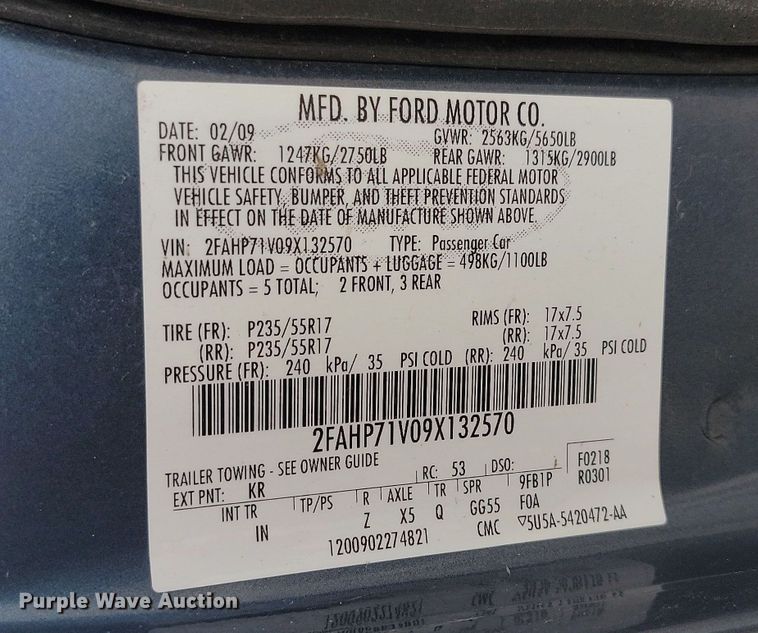 MFD. BY FORD MOTOR CO.
DATE: 02/09 GVWR: 2563KG/5650LB
FRONT GAWR: 1247KG/2750LB REAR GAWR: 1315KG/2900LB
THIS VEHICLE CONFORMS TO ALL APPLICABLE FEDERAL MOTOR
VEHICLE SAFETY, BUMPER, AND THEFT PREVENTION STANDARDS
IN EFFECT ON THE DATE OF MANUFACTURE SHOWN ABOVE.
VIN: 2FAHP71V09X132570 TYPE: Passenger Car
MAXIMUM LOAD = OCCUPANTS + LUGGAGE = 498KG/1100LB
OCCUPANTS = 5 TOTAL; 2 FRONT, 3 REAR
TIRE (FR): P235/55R17 RIMS (FR): 17x7.5
(RR): P235/55R17 (RR): 17x7.5
PRESSURE (FR): 240 kPa/ 35 PSI COLD (RR): 240 kPa/ 35 PSI COLD
2FAHP71V09X132570
TRAILER TOWING - SEE OWNER GUIDE
EXT PNT: KR RC: 53 DSO: F0218
INT TR TP/PS R AXLE TR SPR 9FB1P R0301
IN Z X5 Q GG55 F0A
1200902274821 CMC ▽5U5A-5420472-AA
Purple Wave Auction